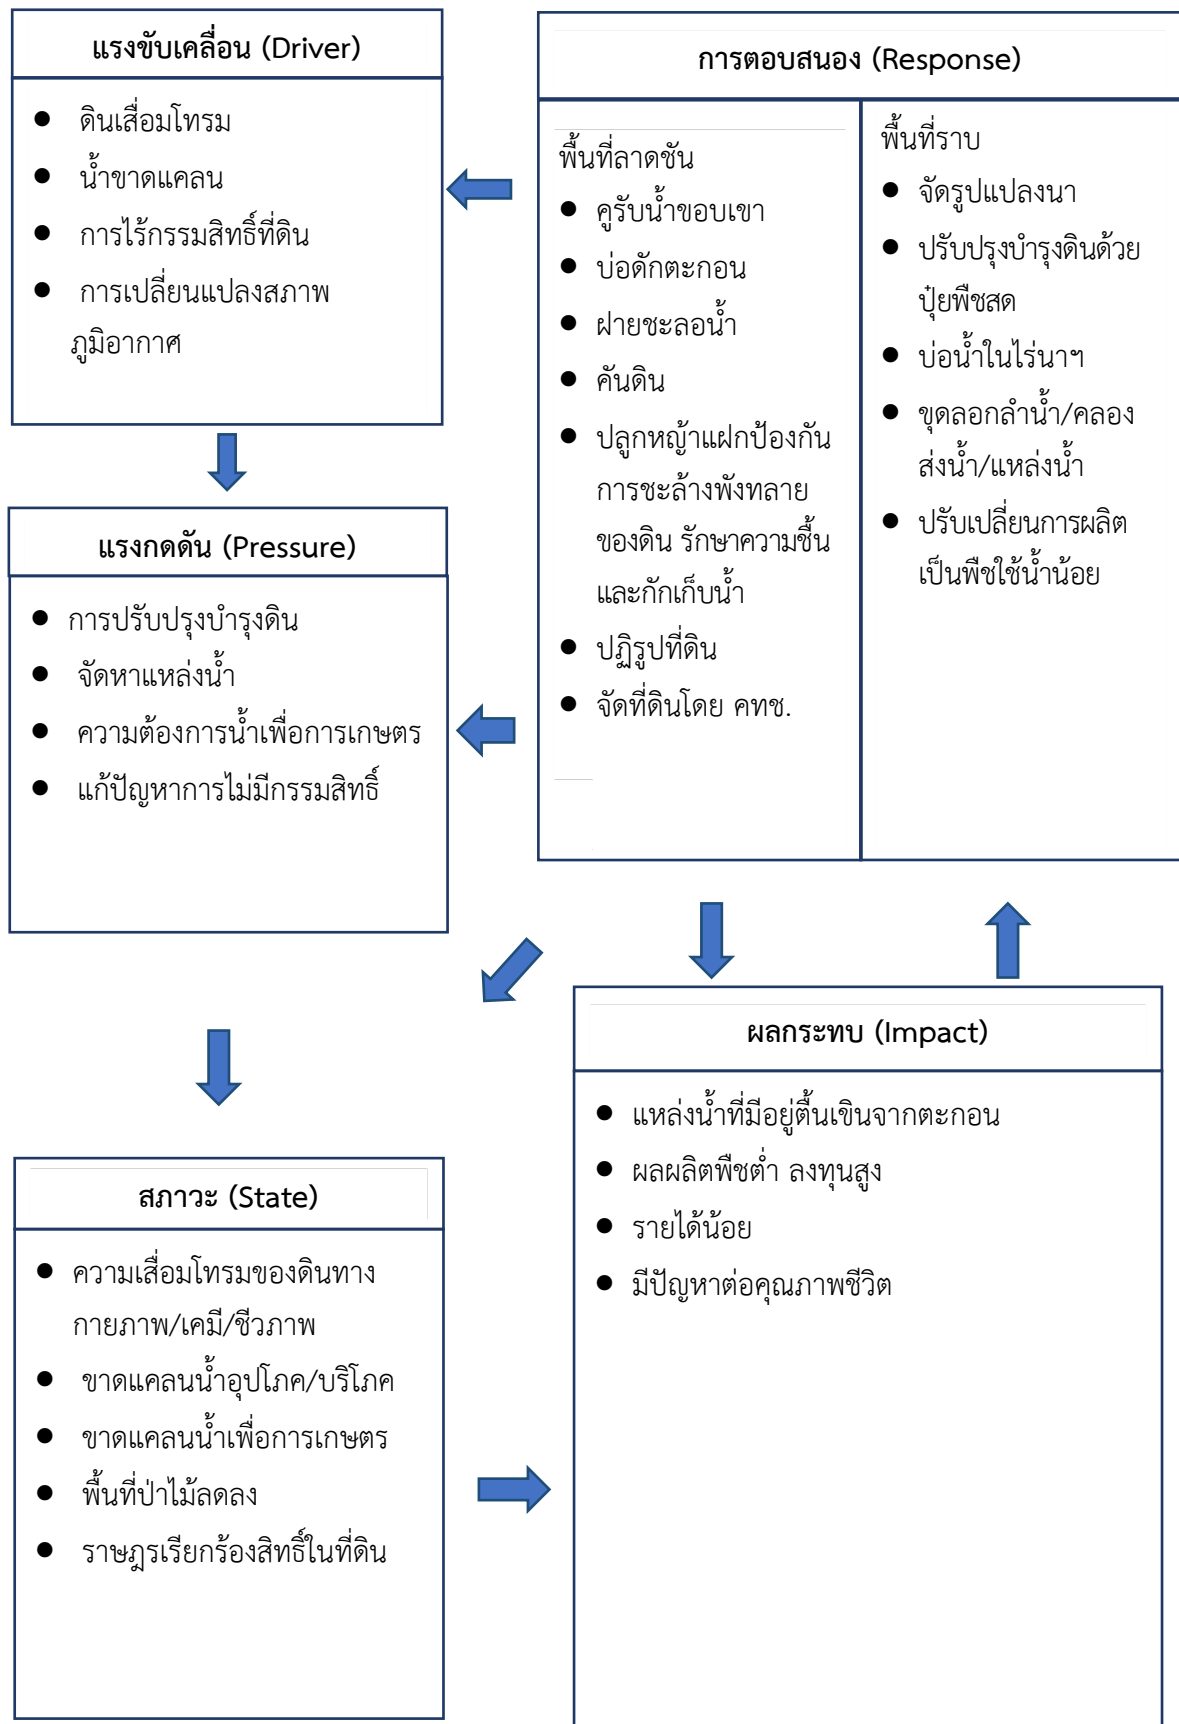 แรงขับเคลื่อน (Driver)
● ดินเสื่อมโทรม
● น้ำขาดแคลน
● การไร้กรรมสิทธิ์ที่ดิน
● การเปลี่ยนแปลงสภาพ
ภูมิอากาศ
การตอบสนอง (Response)
พื้นที่ลาดชัน
● คูรับน้ำขอบเขา
● บ่อดักตะกอน
● ฝายชะลอน้ำ
● คันดิน
● ปลูกหญ้าแฝกป้องกัน
การชะล้างพังทลาย
ของดิน รักษาความชื้น
และกักเก็บน้ำ
● ปฏิรูปที่ดิน
● จัดที่ดินโดย คทช.
พื้นที่ราบ
● จัดรูปแปลงนา
● ปรับปรุงบำรุงดินด้วย
ปุ๋ยพืชสด
● บ่อน้ำในไร่นาฯ
● ขุดลอกลำน้ำ/คลอง
ส่งน้ำ/แหล่งน้ำ
● ปรับเปลี่ยนการผลิต
เป็นพืชใช้น้ำน้อย
แรงกดดัน (Pressure)
● การปรับปรุงบำรุงดิน
● จัดหาแหล่งน้ำ
● ความต้องการน้ำเพื่อการเกษตร
● แก้ปัญหาการไม่มีกรรมสิทธิ์
สภาวะ (State)
● ความเสื่อมโทรมของดินทาง
กายภาพ/เคมี/ชีวภาพ
● ขาดแคลนน้ำอุปโภค/บริโภค
● ขาดแคลนน้ำเพื่อการเกษตร
● พื้นที่ป่าไม้ลดลง
● ราษฎรเรียกร้องสิทธิ์ในที่ดิน
ผลกระทบ (Impact)
● แหล่งน้ำที่มีอยู่ตื้นเขินจากตะกอน
● ผลผลิตพืชต่ำ ลงทุนสูง
● รายได้น้อย
● มีปัญหาต่อคุณภาพชีวิต